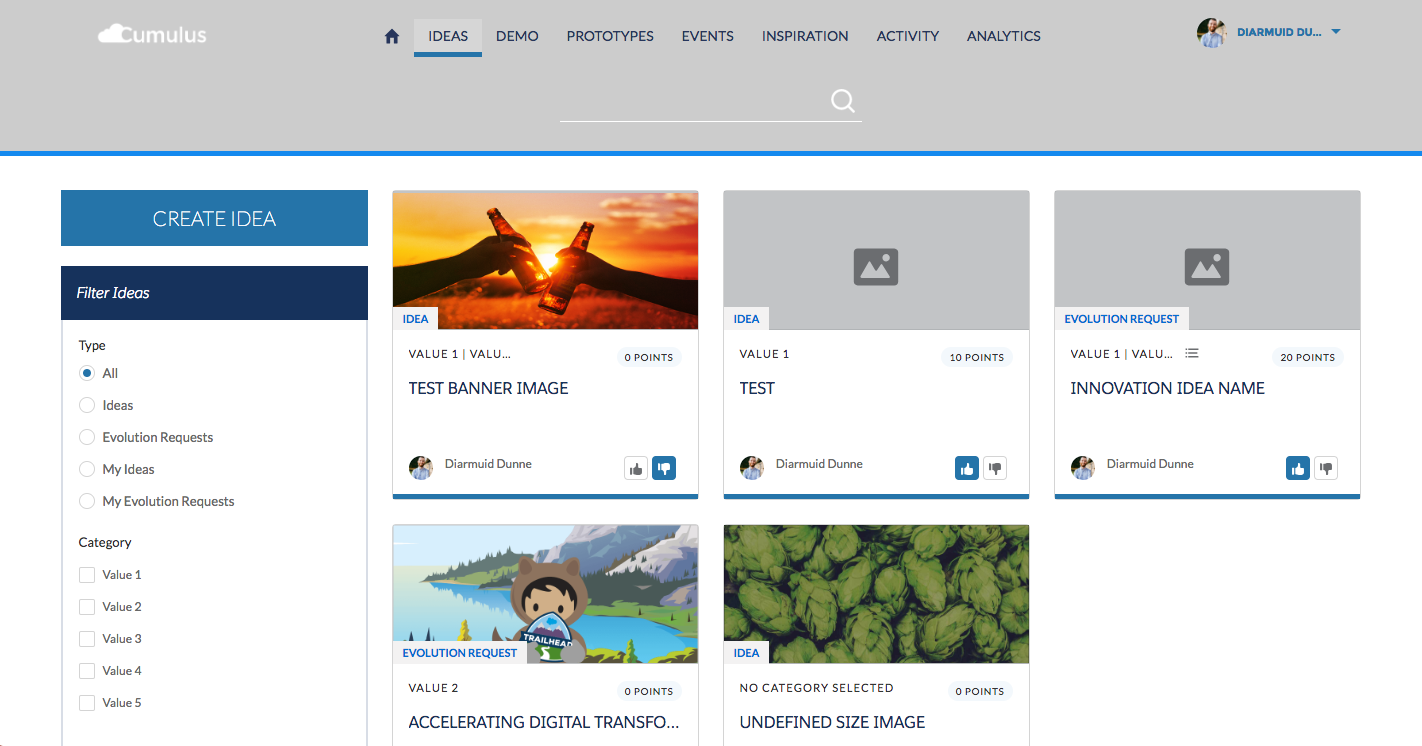 Cumulus
IDEAS DEMO PROTOTYPES EVENTS INSPIRATION ACTIVITY ANALYTICS
DIARMUID DU...
CREATE IDEA
Filter Ideas
Type
All
Ideas
Evolution Requests
My Ideas
My Evolution Requests
Category
Value 1
Value 2
Value 3
Value 4
Value 5
IDEA
VALUE 1 | VALU...
0 POINTS
TEST BANNER IMAGE
Diarmuid Dunne
IDEA
VALUE 1
10 POINTS
TEST
Diarmuid Dunne
EVOLUTION REQUEST
VALUE 1 | VALU...
20 POINTS
INNOVATION IDEA NAME
Diarmuid Dunne
TRAILHEAD
EVOLUTION REQUEST
VALUE 2
0 POINTS
ACCELERATING DIGITAL TRANSFO...
IDEA
NO CATEGORY SELECTED
0 POINTS
UNDEFINED SIZE IMAGE